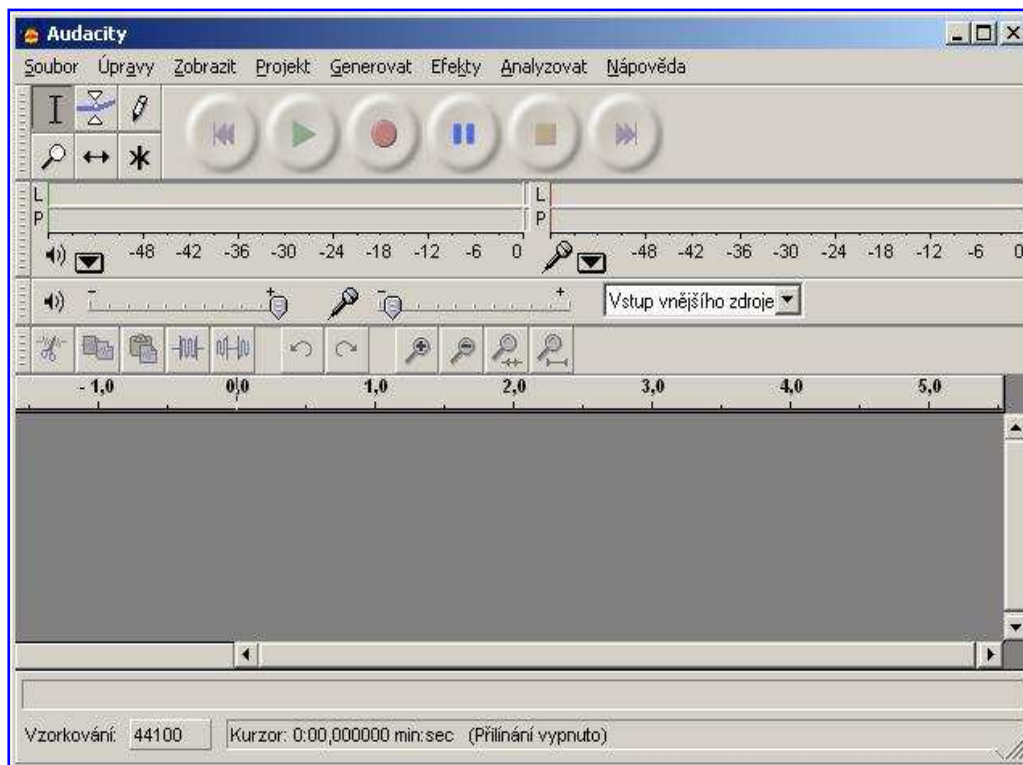 Audacity
Soubor Úpravy Zobrazit Projekt Generovat Efekty Analyzovat Nápověda
L L
P P
-48 -42 -36 -30 -24 -18 -12 -6 0 -48 -42 -36 -30 -24 -18 -12 -6 0
- + - + Vstup vnějšího zdroje
- 1,0 0,0 1,0 2,0 3,0 4,0 5,0
Vzorkování: 44100 Kurzor: 0:00,000000 min:sec (Přilínání vypnuto)